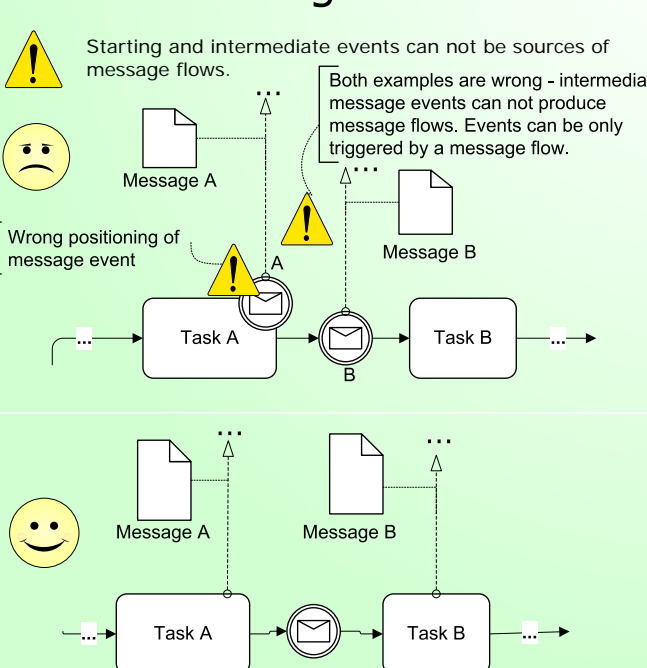 Starting and intermediate events can not be sources of
message flows.
...
Both examples are wrong - intermedia
message events can not produce
message flows. Events can be only
triggered by a message flow.
...
Message A
Message B
Wrong positioning of
message event
A
...
Task A
B
Task B
...
...
...
Message A
Message B
...
Task A
Task B
...